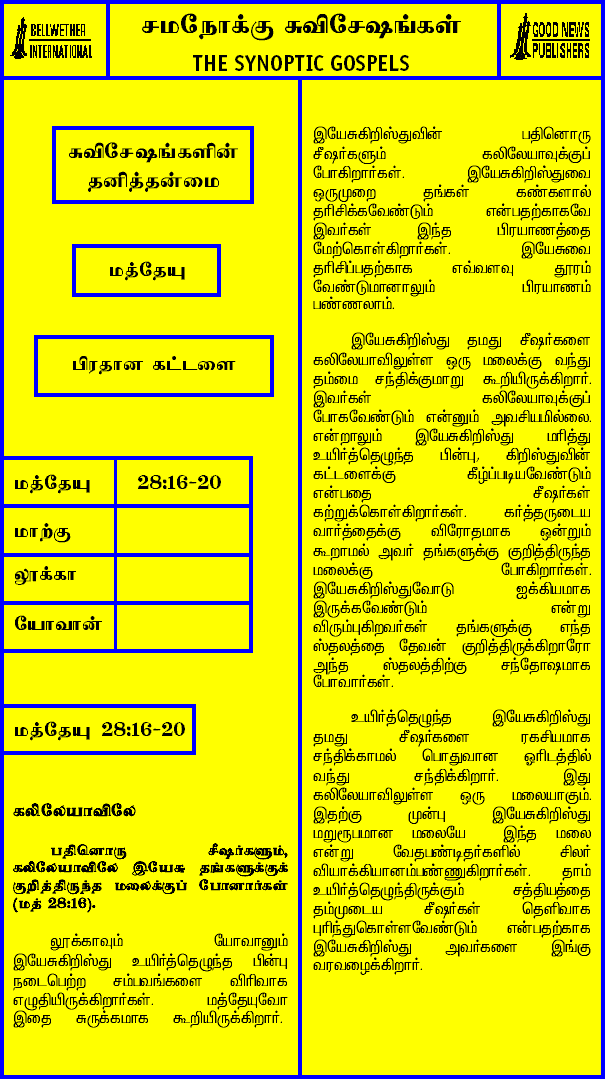 BELLWETHER
INTERNATIONAL
சமநோக்கு சுவிசேஷங்கள்
THE SYNOPTIC GOSPELS
GOOD NEWS
PUBLISHERS
சுவிசேஷங்களின்
தனித்தன்மை
மத்தேயு
பிரதான கட்டளை
மத்தேயு 28:16-20
மாற்கு
லூக்கா
யோவான்
மத்தேயு 28:16-20
கலிலேயாவிலே
பதினொரு சீஷர்களும்,
கலிலேயாவிலே இயேசு தங்களுக்குக்
குறித்திருந்த மலைக்குப் போனார்கள்
(மத் 28:16).
லூக்காவும் யோவானும்
இயேசுகிறிஸ்து உயிர்த்தெழுந்த பின்பு
நடைபெற்ற சம்பவங்களை விரிவாக
எழுதியிருக்கிறார்கள். மத்தேயுவோ
இதை சுருக்கமாக கூறியிருக்கிறார்.
இயேசுகிறிஸ்துவின் பதினொரு
சீஷர்களும் கலிலேயாவுக்குப்
போகிறார்கள். இயேசுகிறிஸ்துவை
ஒருமுறை தங்கள் கண்களால்
தரிசிக்கவேண்டும் என்பதற்காகவே
இவர்கள் இந்த பிரயாணத்தை
மேற்கொள்கிறார்கள். இயேசுவை
தரிசிப்பதற்காக எவ்வளவு தூரம்
வேண்டுமானாலும் பிரயாணம்
பண்ணலாம்.
இயேசுகிறிஸ்து தமது சீஷர்களை
கலிலேயாவிலுள்ள ஒரு மலைக்கு வந்து
தம்மை சந்திக்குமாறு கூறியிருக்கிறார்.
இவர்கள் கலிலேயாவுக்குப்
போகவேண்டும் என்னும் அவசியமில்லை.
என்றாலும் இயேசுகிறிஸ்து மரித்து
உயிர்த்தெழுந்த பின்பு, கிறிஸ்துவின்
கட்டளைக்கு கீழ்ப்படியவேண்டும்
என்பதை சீஷர்கள்
கற்றுக்கொள்கிறார்கள். கர்த்தருடைய
வார்த்தைக்கு விரோதமாக ஒன்றும்
கூறாமல் அவர் தங்களுக்கு குறித்திருந்த
மலைக்கு போகிறார்கள்.
இயேசுகிறிஸ்துவோடு ஐக்கியமாக
இருக்கவேண்டும் என்று
விரும்புகிறவர்கள் தங்களுக்கு எந்த
ஸ்தலத்தை தேவன் குறித்திருக்கிறாரோ
அந்த ஸ்தலத்திற்கு சந்தோஷமாக
போவார்கள்.
உயிர்த்தெழுந்த இயேசுகிறிஸ்து
தமது சீஷர்களை ரகசியமாக
சந்திக்காமல் பொதுவான ஓரிடத்தில்
வந்து சந்திக்கிறார். இது
கலிலேயாவிலுள்ள ஒரு மலையாகும்.
இதற்கு முன்பு இயேசுகிறிஸ்து
மறுரூபமான மலையே இந்த மலை
என்று வேதபண்டிதர்களில் சிலர்
வியாக்கியானம்பண்ணுகிறார்கள். தாம்
உயிர்த்தெழுந்திருக்கும் சத்தியத்தை
தம்முடைய சீஷர்கள் தெளிவாக
புரிந்துகொள்ளவேண்டும் என்பதற்காக
இயேசுகிறிஸ்து அவர்களை இங்கு
வரவழைக்கிறார்.